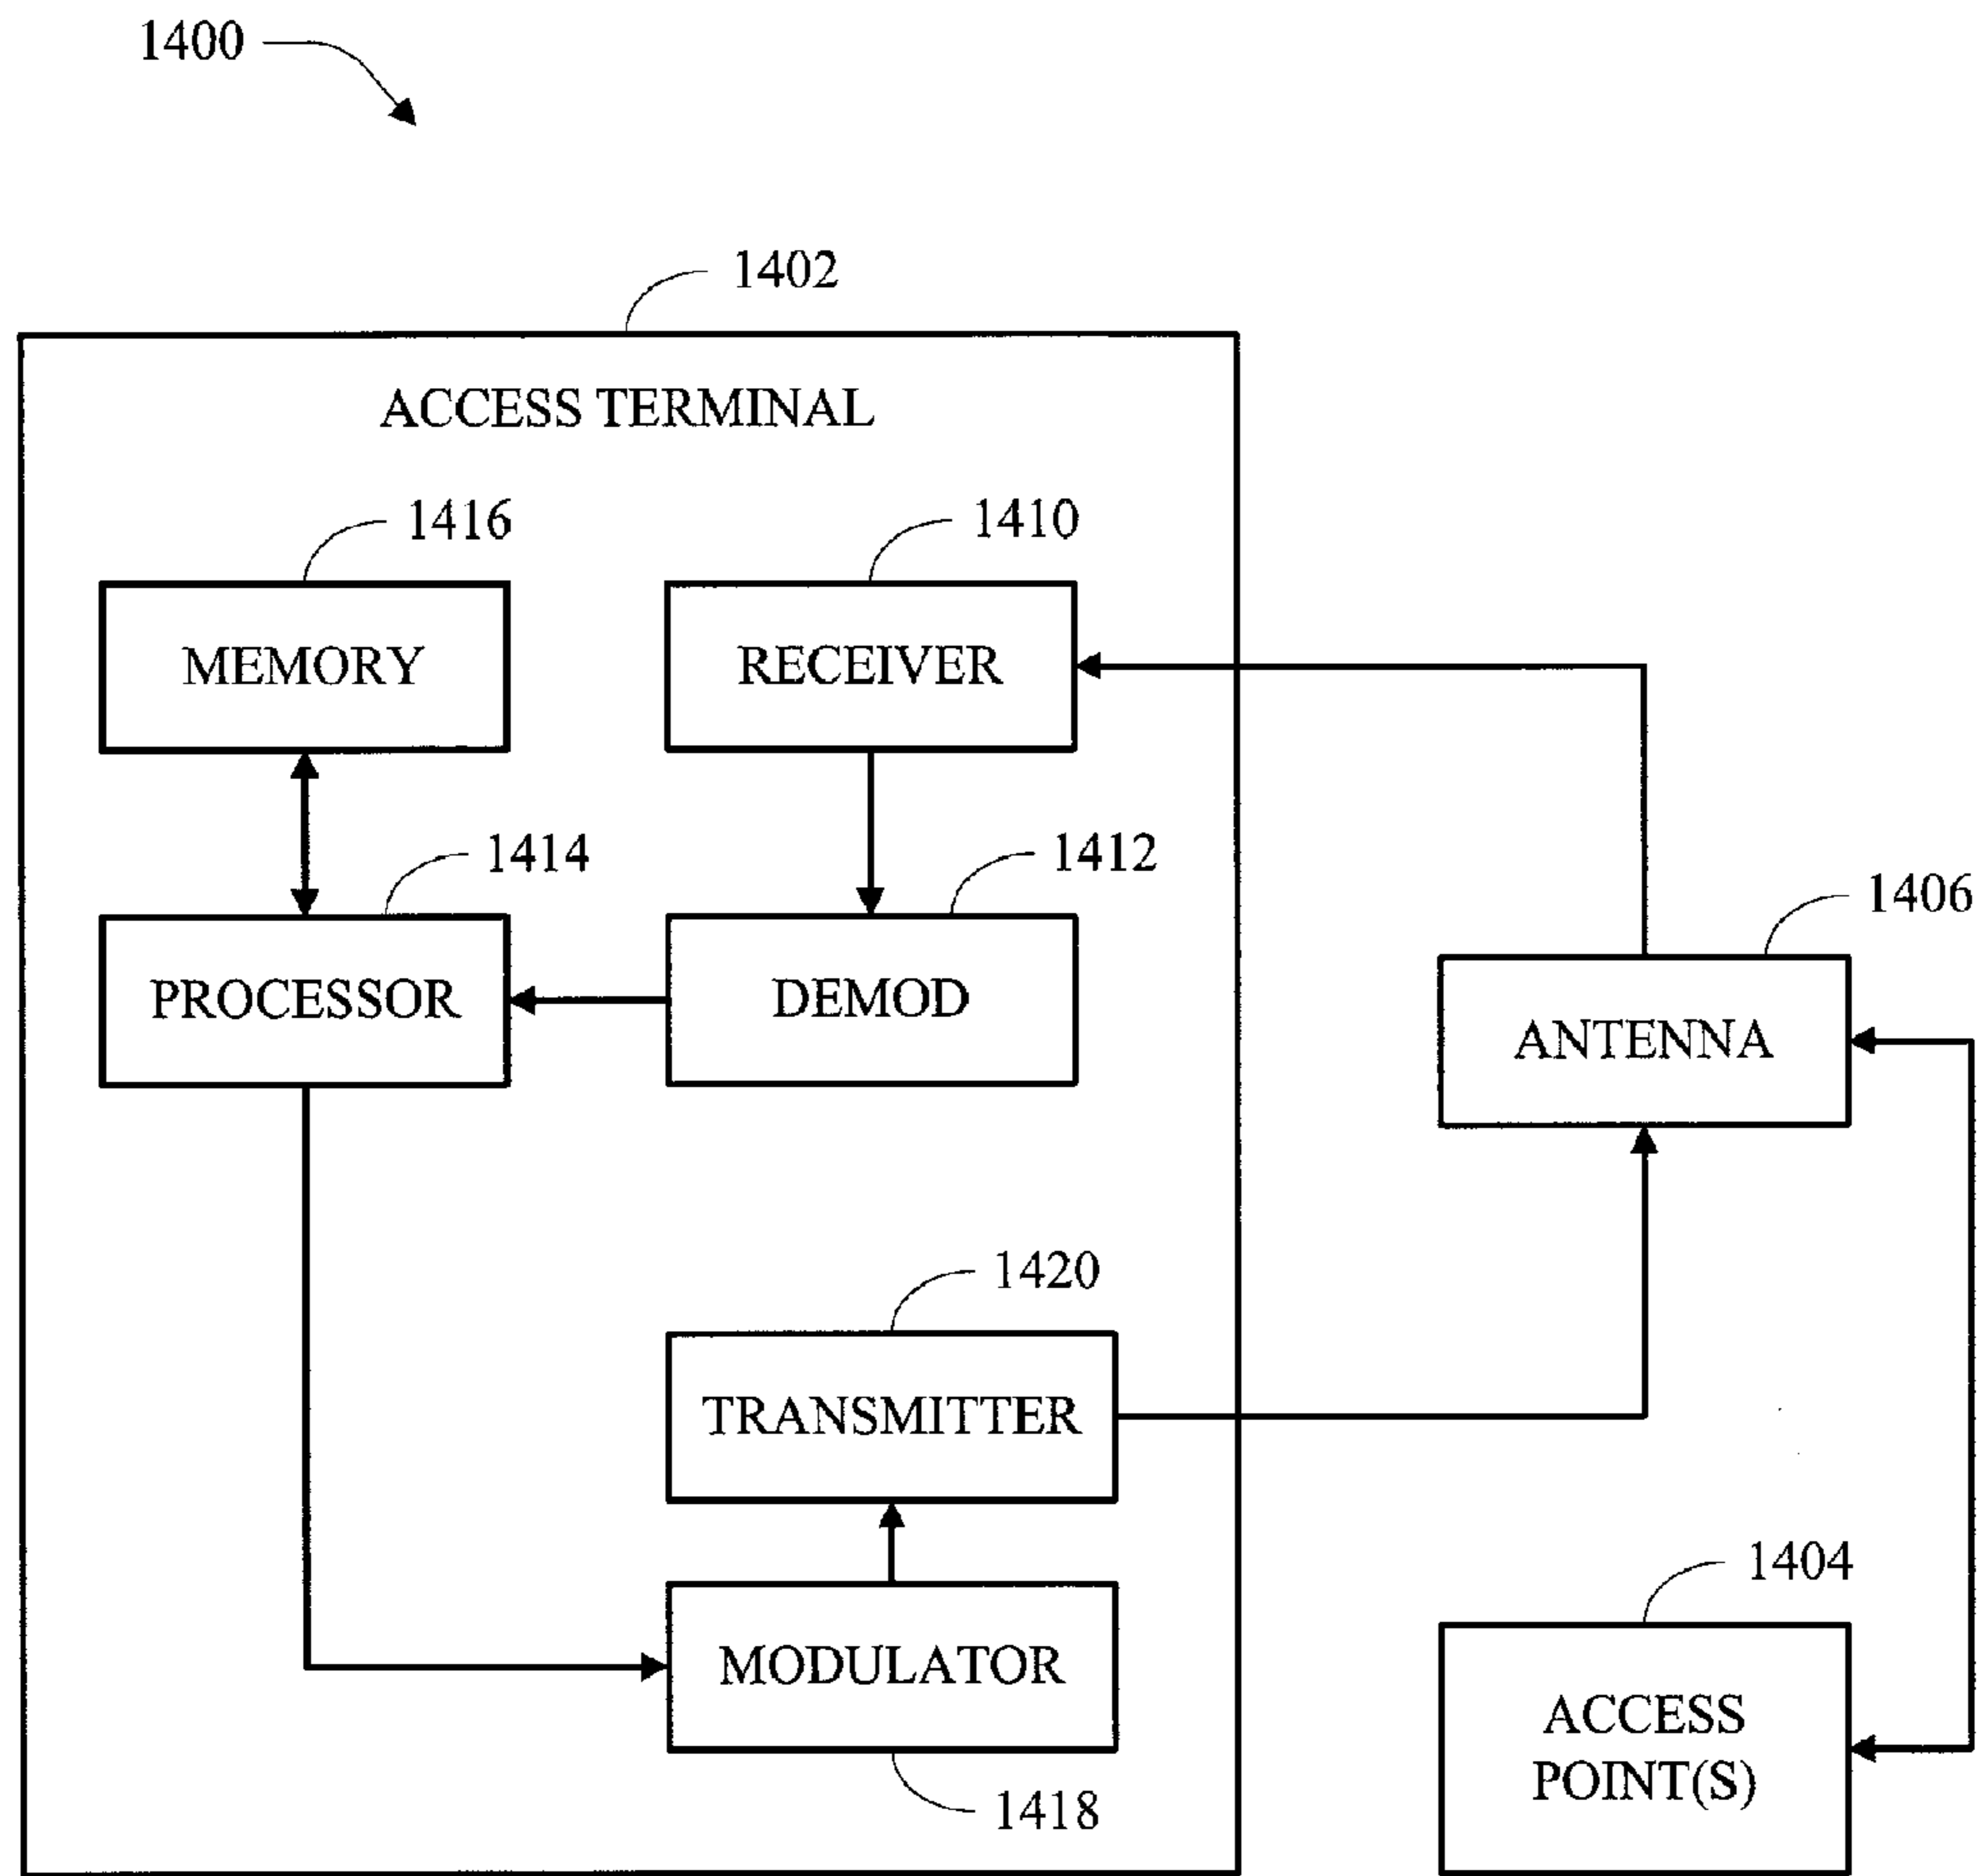 1400
1402
ACCESS TERMINAL
1416
1410
MEMORY
RECEIVER
1414
1412
1406
PROCESSOR
DEMOD
ANTENNA
1420
TRANSMITTER
1404
MODULATOR
ACCESS
POINT(S)
1418